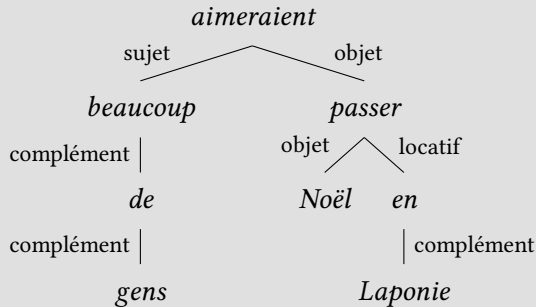 aimeraient
sujet objet
beaucoup passer
complément objet locatif
de Noël en
complément complément
gens Laponie